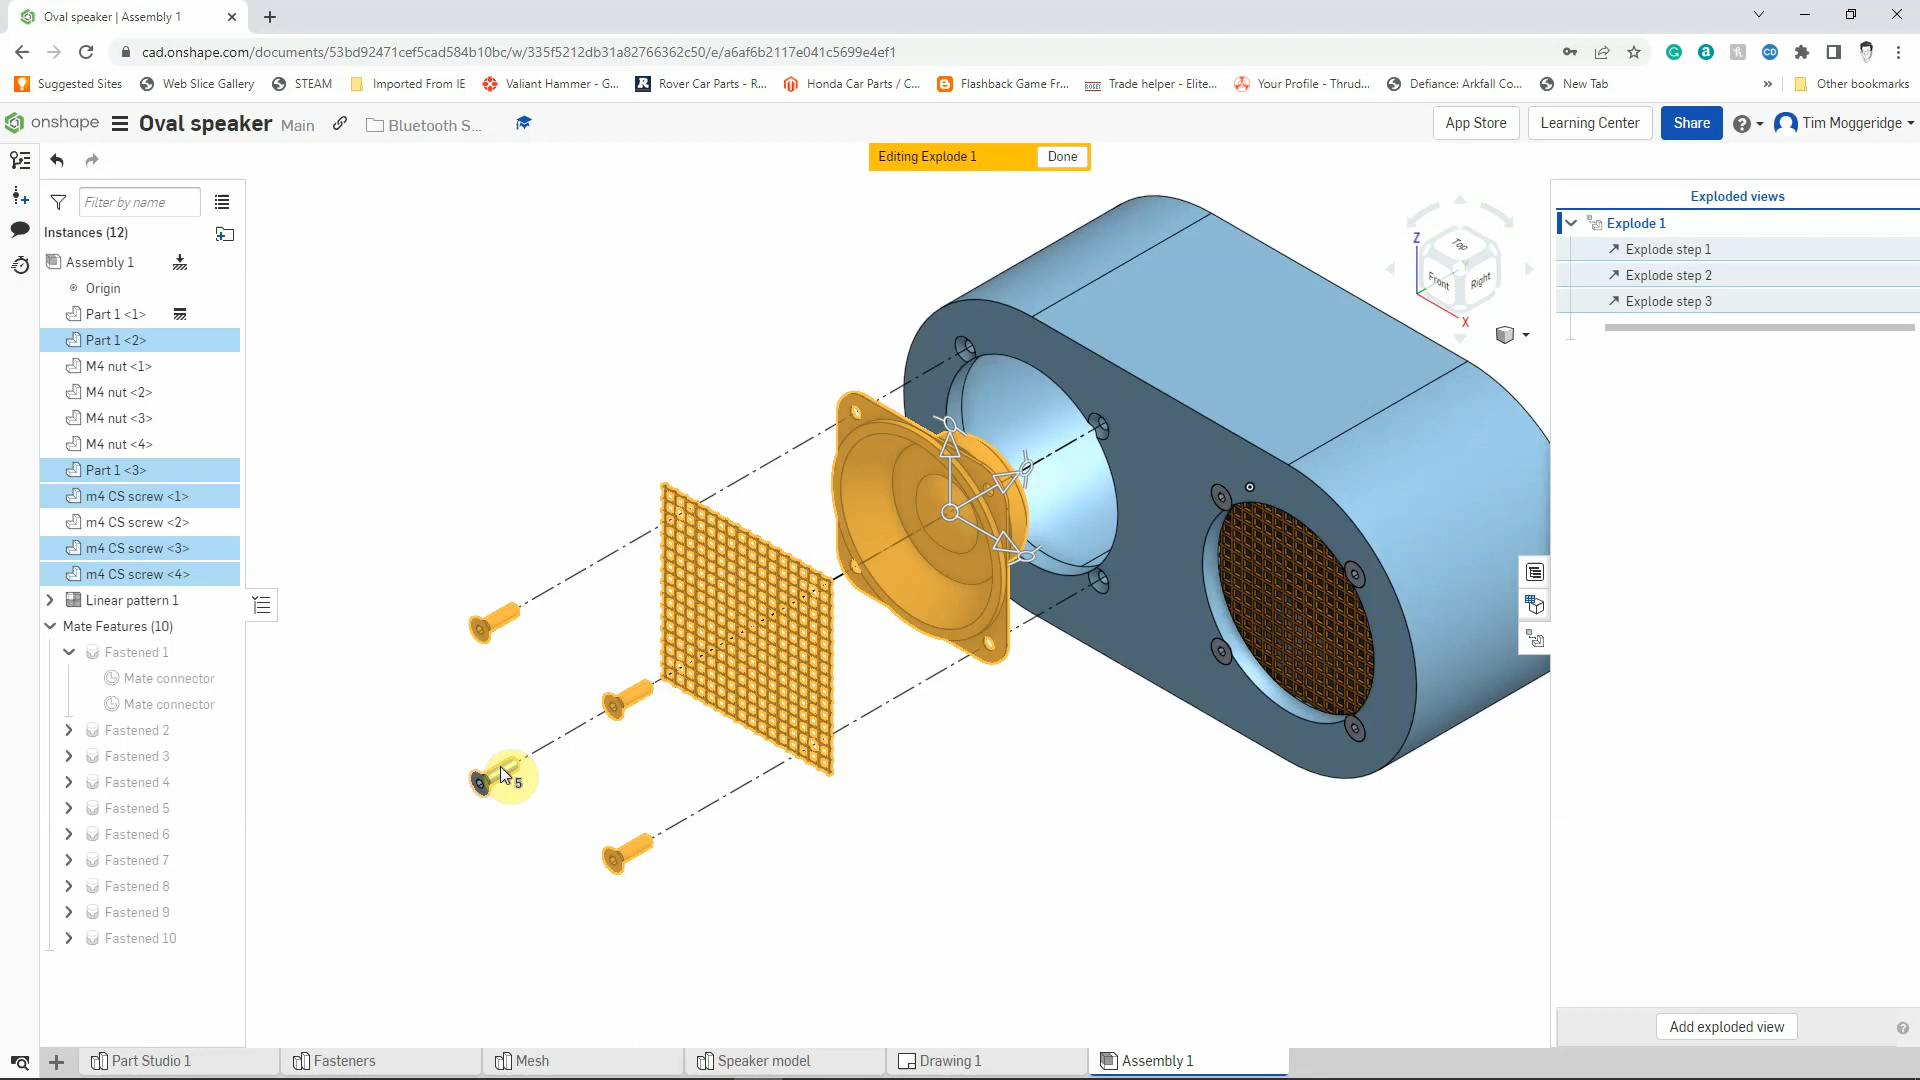 Oval speaker | Assembly 1
cad.onshape.com/documents/53bd92471cef5cad584b10bc/w/335f5212db31a82766362c50/e/a6af6b2117e041c5699e4ef1
Suggested Sites
Web Slice Gallery
STEAM
Imported From IE
Valiant Hammer - G...
Rover Car Parts - R...
Honda Car Parts / C...
Flashback Game Fr...
Trade helper - Elite...
Your Profile - Thrud...
Defiance: Arkfall Co...
New Tab
»
Other bookmarks
onshape
Oval speaker
Main
Bluetooth S...
App Store
Learning Center
Share
Tim Moggeridge
Editing Explode 1
Done
Filter by name
Instances (12)
Assembly 1
Origin
Part 1 <1>
Part 1 <2>
M4 nut <1>
M4 nut <2>
M4 nut <3>
M4 nut <4>
Part 1 <3>
m4 CS screw <1>
m4 CS screw <2>
m4 CS screw <3>
m4 CS screw <4>
Linear pattern 1
Mate Features (10)
Fastened 1
Mate connector
Mate connector
Fastened 2
Fastened 3
Fastened 4
Fastened 5
Fastened 6
Fastened 7
Fastened 8
Fastened 9
Fastened 10
5
Z
Top
Front
Right
X
Exploded views
Explode 1
Explode step 1
Explode step 2
Explode step 3
Add exploded view
Part Studio 1
Fasteners
Mesh
Speaker model
Drawing 1
Assembly 1